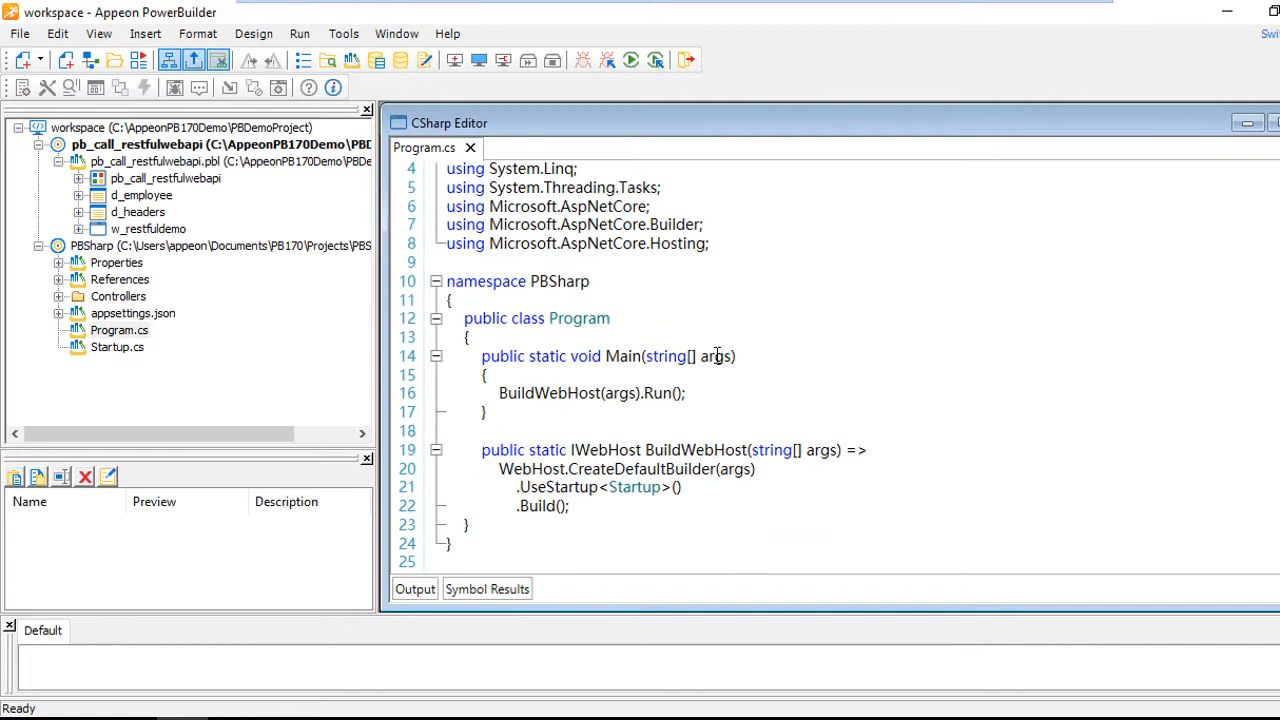 workspace - Appeon PowerBuilder
File Edit View Insert Format Design Run Tools Window Help
workspace (C:\AppeonPB170Demo\PBDemoProject)
pb_call_restfulwebapi (C:\AppeonPB170Demo\PBD
pb_call_restfulwebapi.pbl (C:\AppeonPB170Demo\PBDe
pb_call_restfulwebapi
d_employee
d_headers
w_restfuldemo
PBSharp (C:\Users\appeon\Documents\PB170\Projects\PBS
Properties
References
Controllers
appsettings.json
Program.cs
Startup.cs
Name Preview Description
CSharp Editor
Program.cs
4 using System.Linq;
5 using System.Threading.Tasks;
6 using Microsoft.AspNetCore;
7 using Microsoft.AspNetCore.Builder;
8 using Microsoft.AspNetCore.Hosting;
9
10 namespace PBSharp
11 {
12 public class Program
13 {
14 public static void Main(string[] args)
15 {
16 BuildWebHost(args).Run();
17 }
18
19 public static IWebHost BuildWebHost(string[] args) =>
20 WebHost.CreateDefaultBuilder(args)
21 .UseStartup<Startup>()
22 .Build();
23 }
24 }
25
Output Symbol Results
Default
Ready